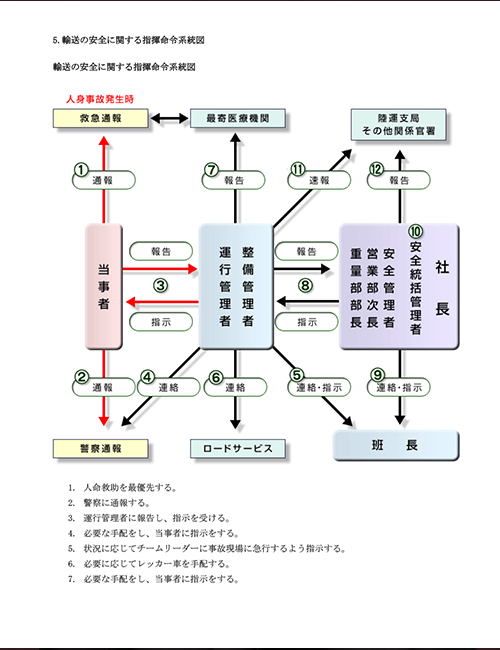 5. 輸送の安全に関する指揮命令系統図
輸送の安全に関する指揮命令系統図
人身事故発生時
救急通報
最寄医療機関
陸運支局
その他関係官署
①
通報
⑦
報告
⑪
速報
⑫
報告
当事者
報告
③
指示
整備管理者
運行管理者
報告
⑧
指示
社長
⑩
安全統括管理者
安全管理者
営業部次長
重量部部長
②
通報
④
連絡
⑥
連絡
⑤
連絡・指示
⑨
連絡・指示
警察通報
ロードサービス
班長
1. 人命救助を最優先する。
2. 警察に通報する。
3. 運行管理者に報告し、指示を受ける。
4. 必要な手配をし、当事者に指示をする。
5. 状況に応じてチームリーダーに事故現場に急行するよう指示する。
6. 必要に応じてレッカー車を手配する。
7. 必要な手配をし、当事者に指示をする。